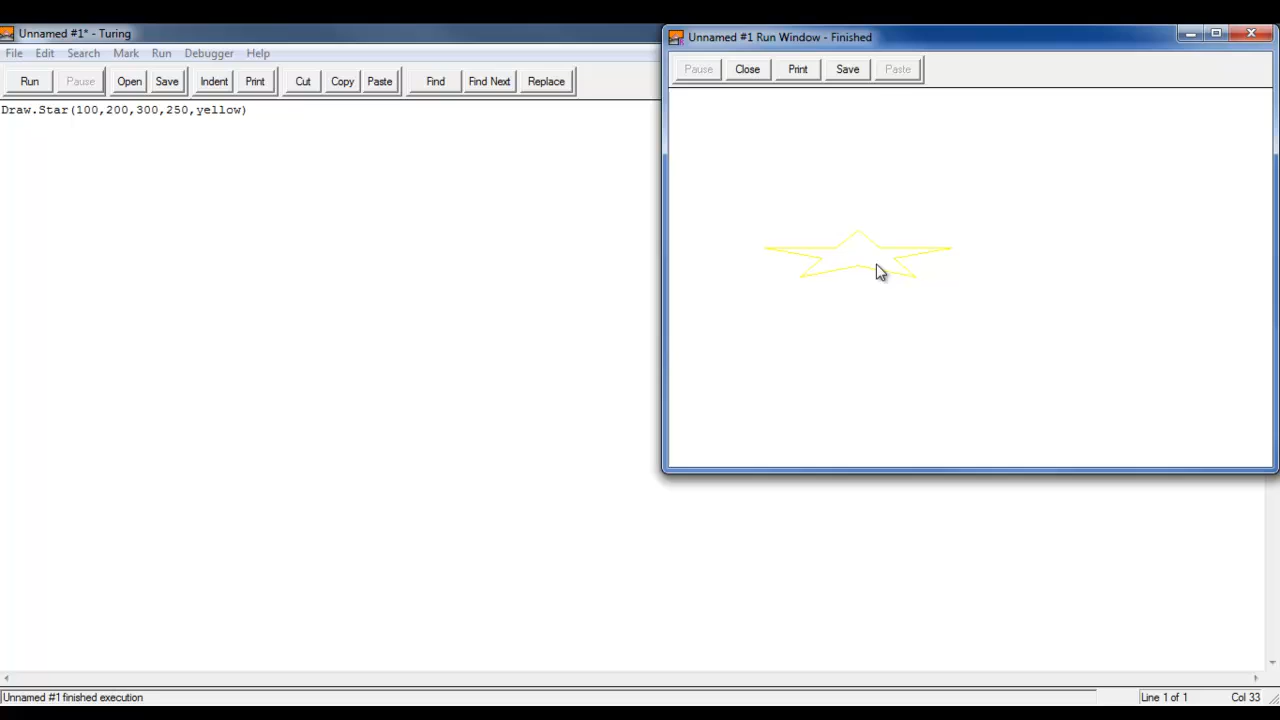 Unnamed #1* - Turing
File Edit Search Mark Run Debugger Help
Run Pause Open Save Indent Print Cut Copy Paste Find Find Next Replace
Draw.Star(100,200,300,250,yellow)
Unnamed #1 Run Window - Finished
Pause Close Print Save Paste
Unnamed #1 finished execution
Line 1 of 1 Col 33